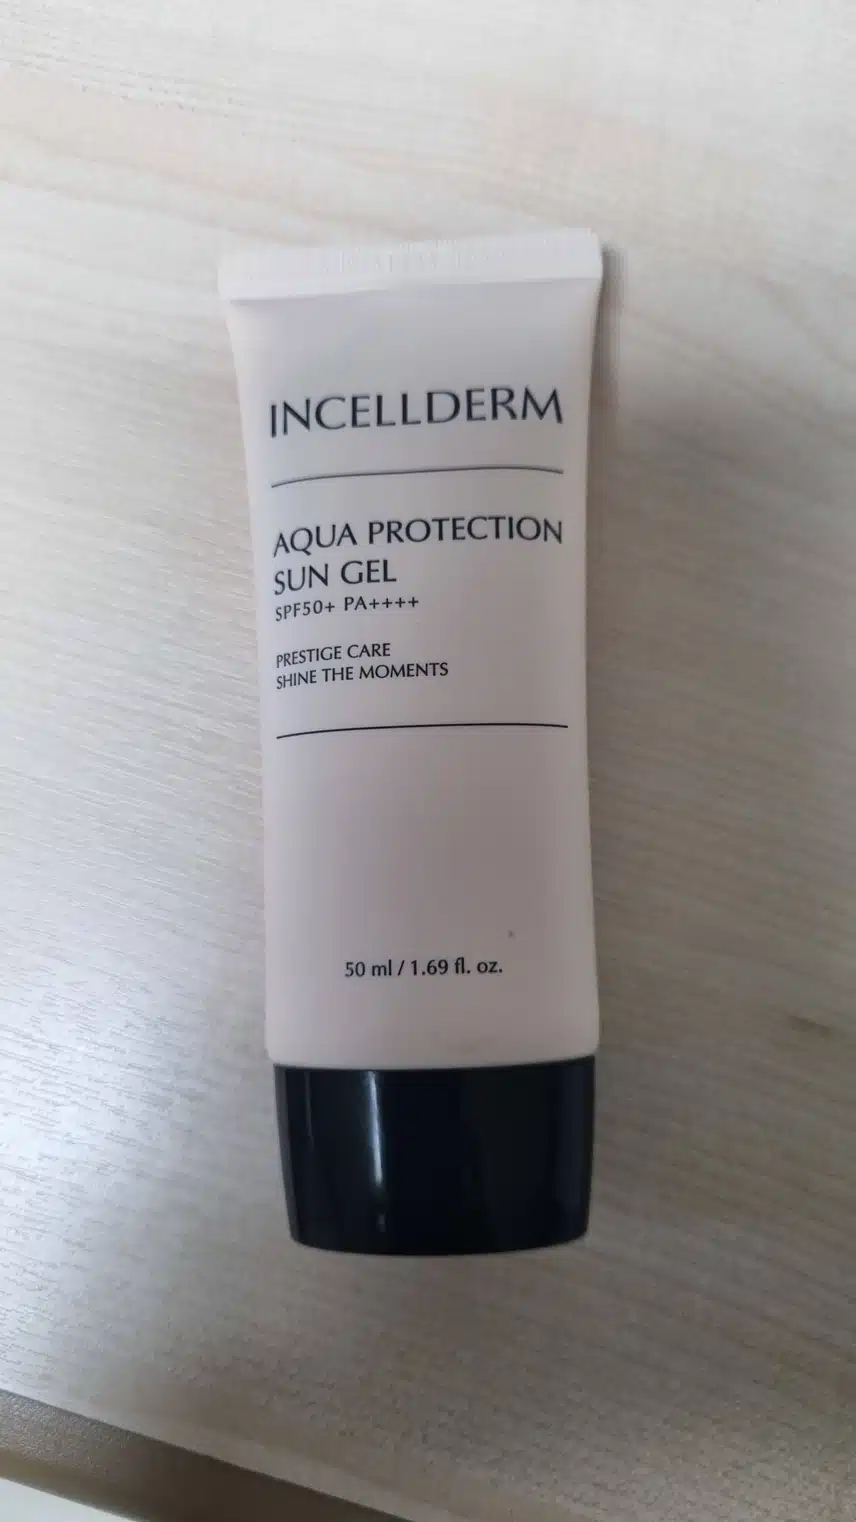 INCELLDERM
AQUA PROTECTION
SUN GEL
SPF50+ PA++++
PRESTIGE CARE
SHINE THE MOMENTS
50 ml / 1.69 fl. oz.